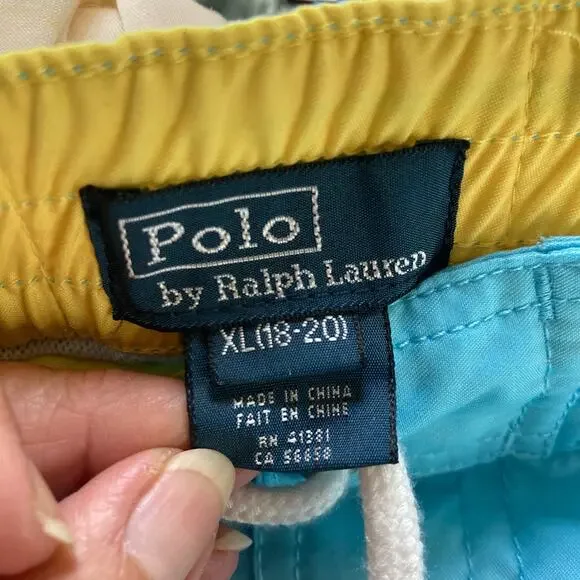 Polo
by Ralph Lauren
XL(18-20)
MADE IN CHINA
FAIT EN CHINE
RN 41381
CA 56658